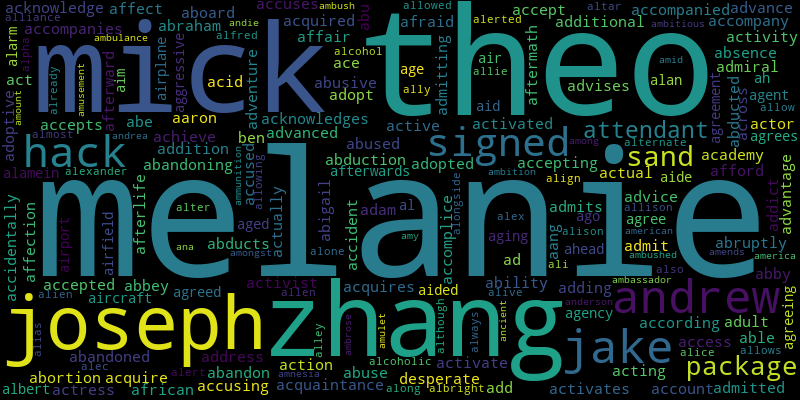 acknowledge affect aboard accuses acquired ambush allowed alerted altar accompanied advance
alliance accompanies ambulance abraham andie abu afraid accept additional ambitious accompany
alarm alpha mick airplane alfred affair alcohol theo aftermath air allie amid activity
act already amusement afterward aggressive acid adventure ace abusive age admitting advises alan absence admiral ah
adoptive amount aaron acknowledges adopt ally aid agreement abducted across agent allow
accepts abe achieve ben advanced active activated attendant actor agrees
almost andrea addition accused ammunition abused signed alternate among academy
hack abandoning allowing abduction adopted accepting sand afford advantage
alamein alexander afterlife actually abigail afterwards alongside ambition align actual aide addict
accidentally affection alter aged adam al alex admits advice allison
melanie
airport airfield ana amongst alone accident amy aging accomplice aang ago alison agree american abruptly
abducts ad ahead ali admit ambushed also america
accepted abbey activist acquires aided ability adding ambassador amends abby
alien aircraft agreed allen alive agency anderson andrew agreeing
joseph zhang alley ambrose amulet although always ancient according adult
alias jake access able
abandoned address action alcoholic activate alice allows
alec alert abandon amnesia abuse desperate acting package
abortion acquire accusing acquaintance along albright add activates account admitted
albert actress african